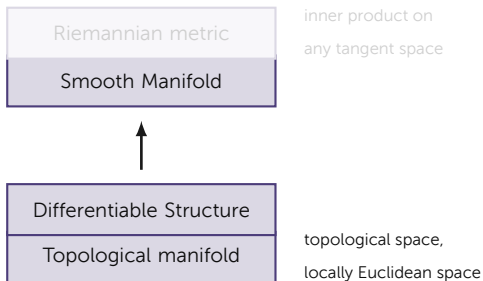 Riemannian metric
inner product on
any tangent space
Smooth Manifold
Differentiable Structure
Topological manifold
topological space,
locally Euclidean space